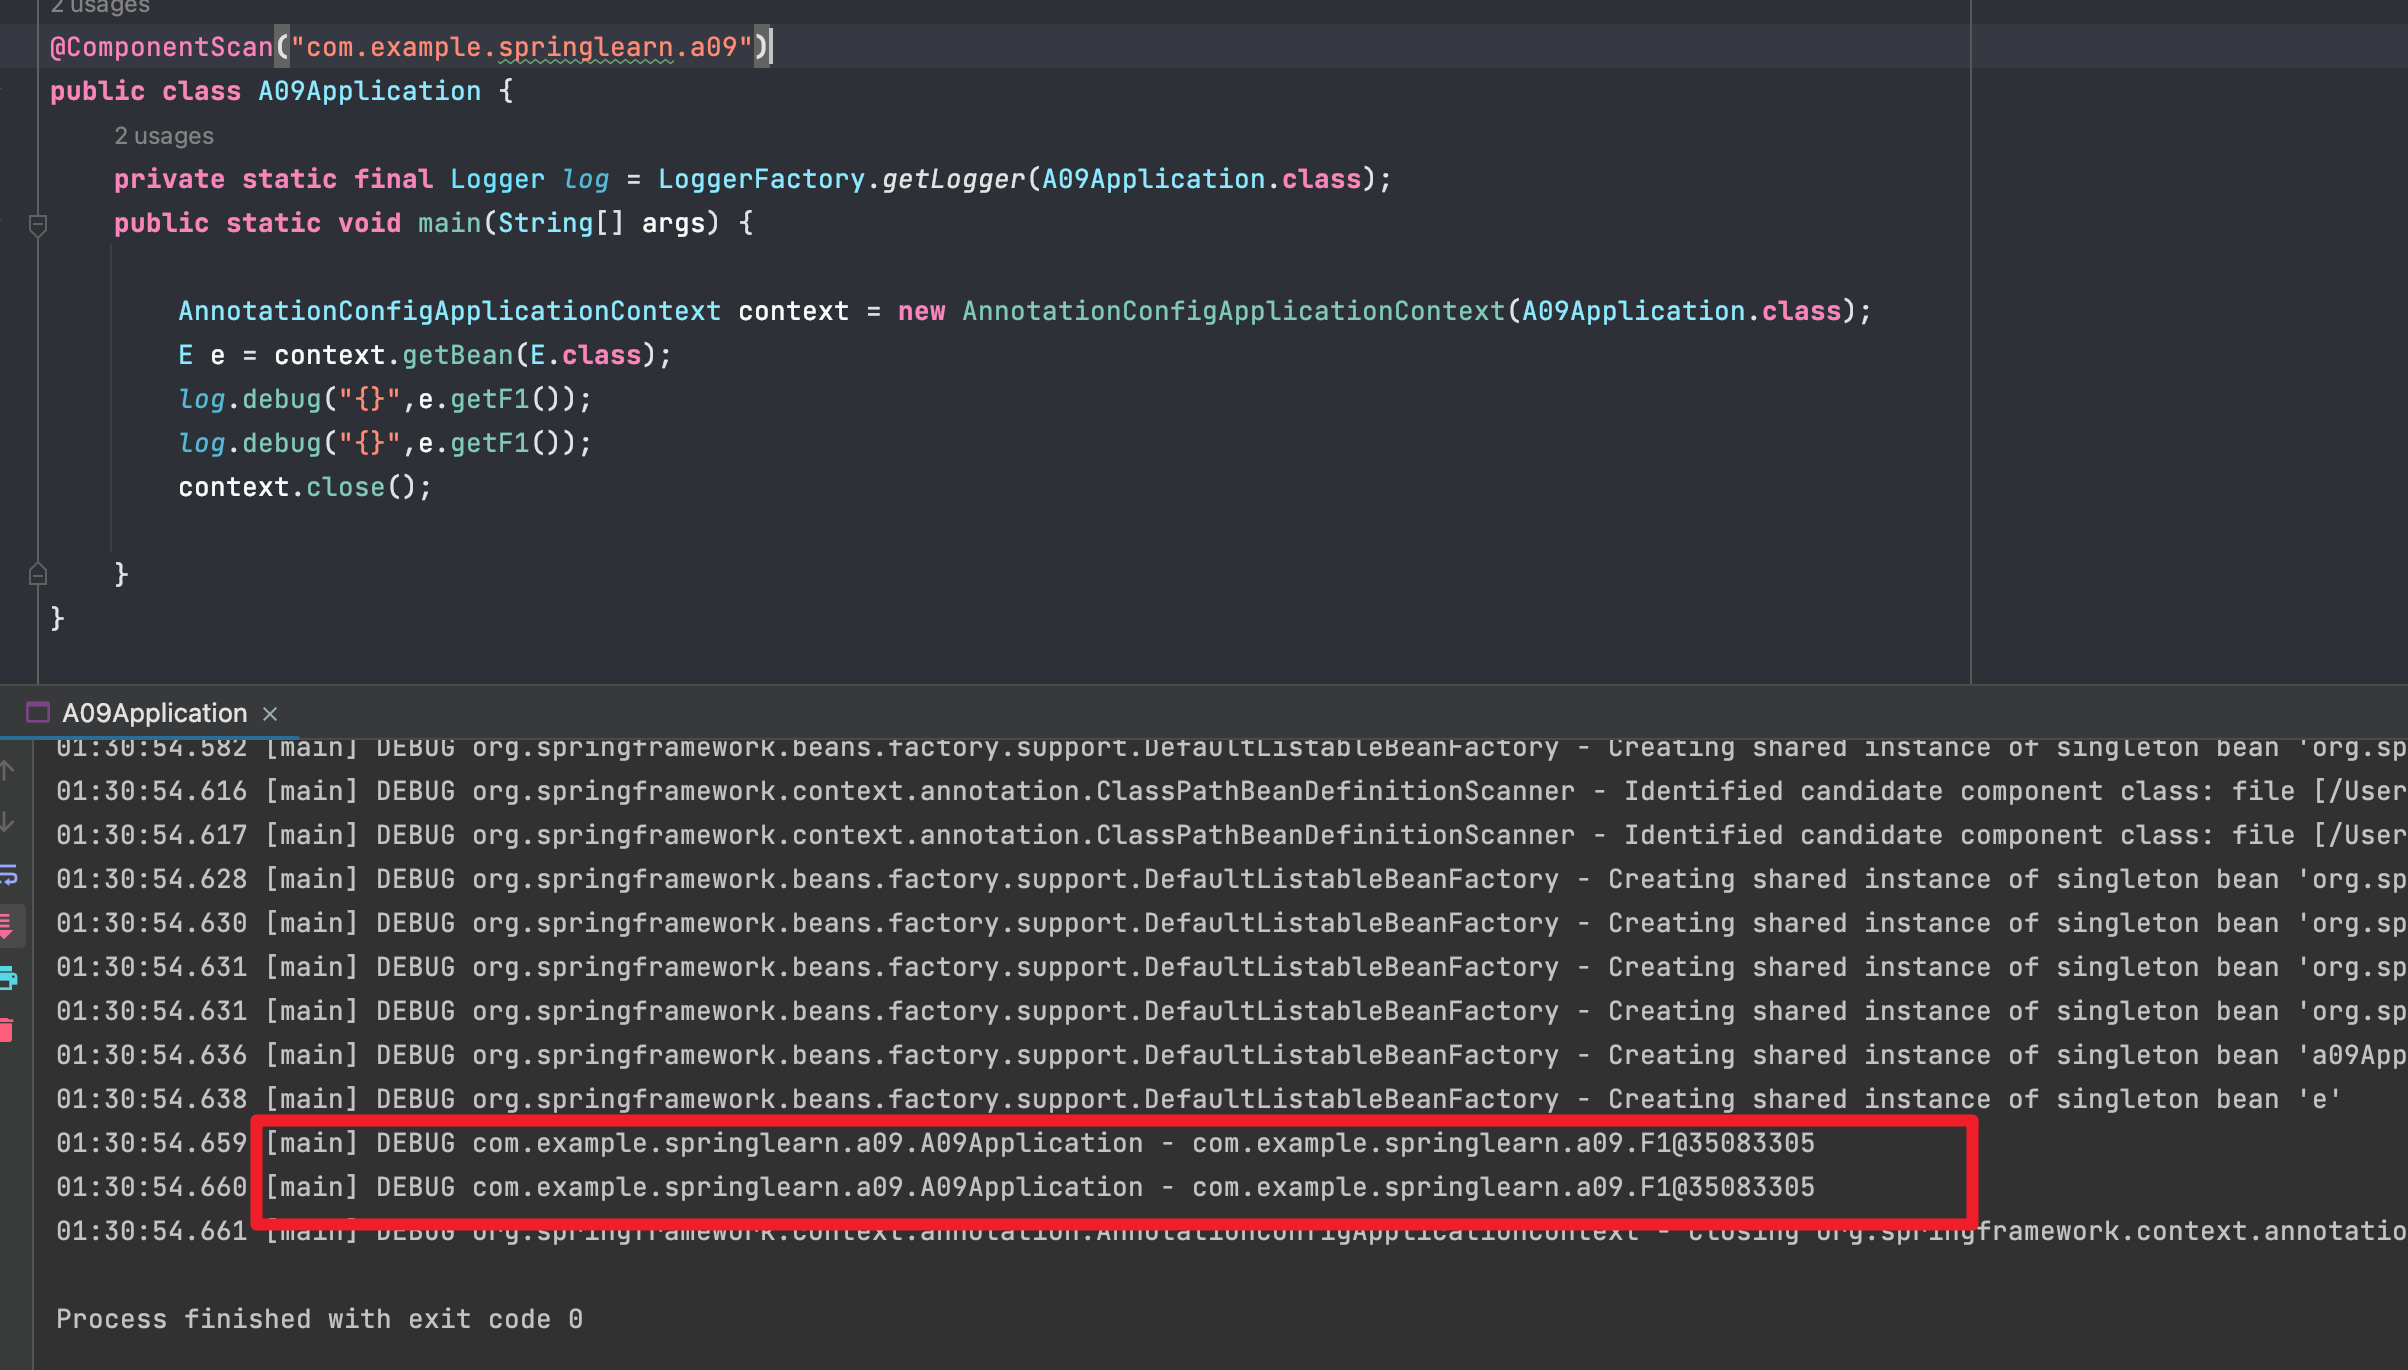 2 usages
@ComponentScan("com.example.springlearn.a09")
public class A09Application {
2 usages
private static final Logger log = LoggerFactory.getLogger(A09Application.class);
public static void main(String[] args) {
AnnotationConfigApplicationContext context = new AnnotationConfigApplicationContext(A09Application.class);
E e = context.getBean(E.class);
log.debug("{}",e.getF1());
log.debug("{}",e.getF1());
context.close();
}
}
A09Application ×
01:30:54.582 [main] DEBUG org.springframework.beans.factory.support.DefaultListableBeanFactory - Creating shared instance of singleton bean 'org.sp
01:30:54.616 [main] DEBUG org.springframework.context.annotation.ClassPathBeanDefinitionScanner - Identified candidate component class: file [/User
01:30:54.617 [main] DEBUG org.springframework.context.annotation.ClassPathBeanDefinitionScanner - Identified candidate component class: file [/User
01:30:54.628 [main] DEBUG org.springframework.beans.factory.support.DefaultListableBeanFactory - Creating shared instance of singleton bean 'org.sp
01:30:54.630 [main] DEBUG org.springframework.beans.factory.support.DefaultListableBeanFactory - Creating shared instance of singleton bean 'org.sp
01:30:54.631 [main] DEBUG org.springframework.beans.factory.support.DefaultListableBeanFactory - Creating shared instance of singleton bean 'org.sp
01:30:54.631 [main] DEBUG org.springframework.beans.factory.support.DefaultListableBeanFactory - Creating shared instance of singleton bean 'org.sp
01:30:54.636 [main] DEBUG org.springframework.beans.factory.support.DefaultListableBeanFactory - Creating shared instance of singleton bean 'a09App
01:30:54.638 [main] DEBUG org.springframework.beans.factory.support.DefaultListableBeanFactory - Creating shared instance of singleton bean 'e'
01:30:54.659 [main] DEBUG com.example.springlearn.a09.A09Application - com.example.springlearn.a09.F1@35083305
01:30:54.660 [main] DEBUG com.example.springlearn.a09.A09Application - com.example.springlearn.a09.F1@35083305
01:30:54.661 [main] DEBUG org.springframework.context.annotation.AnnotationConfigApplicationContext - Closing org.springframework.context.annotatio
Process finished with exit code 0